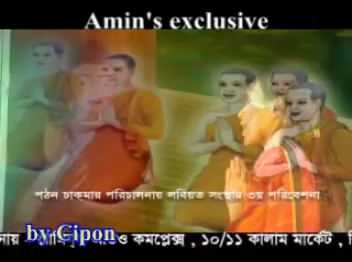 Amin's exclusive
পঠন চাকমার পরিচালনায় লবিয়ত সংস্থার ৩য় পরিবেশনা
by:Cipon
কমপ্লেক্স , ১০/১১ কালাম মার্কেট ,